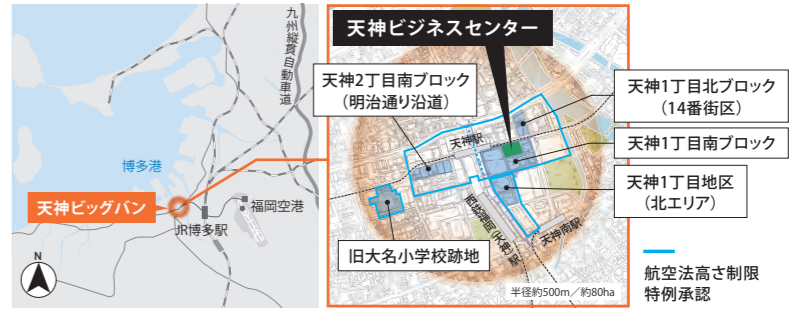 九州縦貫自動車道
博多港
天神ビッグバン
福岡空港
JR博多駅
N
天神ビジネスセンター
天神2丁目南ブロック
（明治通り沿道）
天神1丁目北ブロック
（14番街区）
天神1丁目南ブロック
天神1丁目地区
（北エリア）
天神駅
西鉄福岡（天神）駅
天神南駅
旧大名小学校跡地
半径約500m／約80ha
航空法高さ制限
特例承認